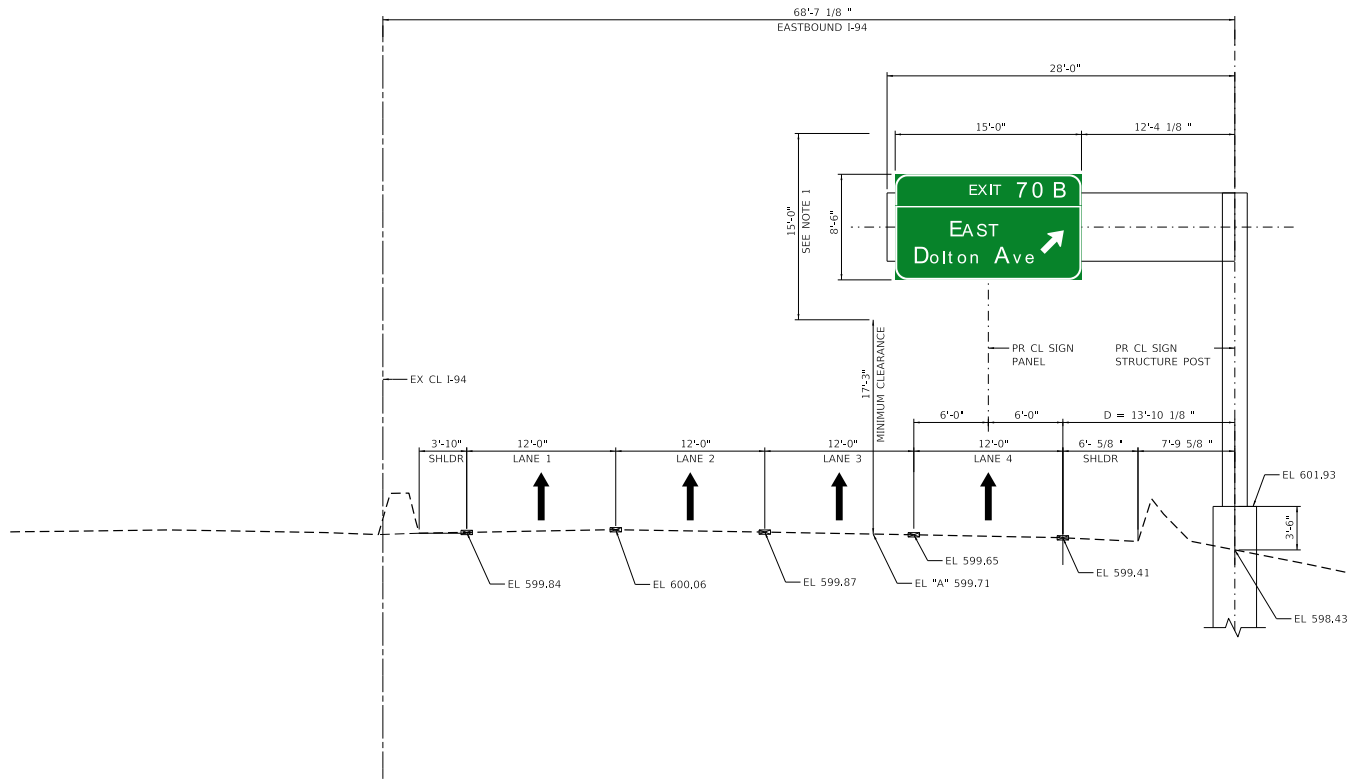 68'-7 1/8 "
EASTBOUND I-94
28'-0"
15'-0"
12'-4 1/8 "
15'-0"
SEE NOTE 1
8'-6"
EXIT 70 B
EAST
Dolton Ave
MINIMUM CLEARANCE
17'-3"
PR CL SIGN
PANEL
PR CL SIGN
STRUCTURE POST
EX CL I-94
6'-0"
6'-0"
D = 13'-10 1/8 "
3'-10"
SHLDR
12'-0"
LANE 1
12'-0"
LANE 2
12'-0"
LANE 3
12'-0"
LANE 4
6'- 5/8 "
SHLDR
7'-9 5/8 "
EL 601.93
3'-6"
EL 599.84
EL 600.06
EL 599.87
EL "A" 599.71
EL 599.65
EL 599.41
EL 598.43